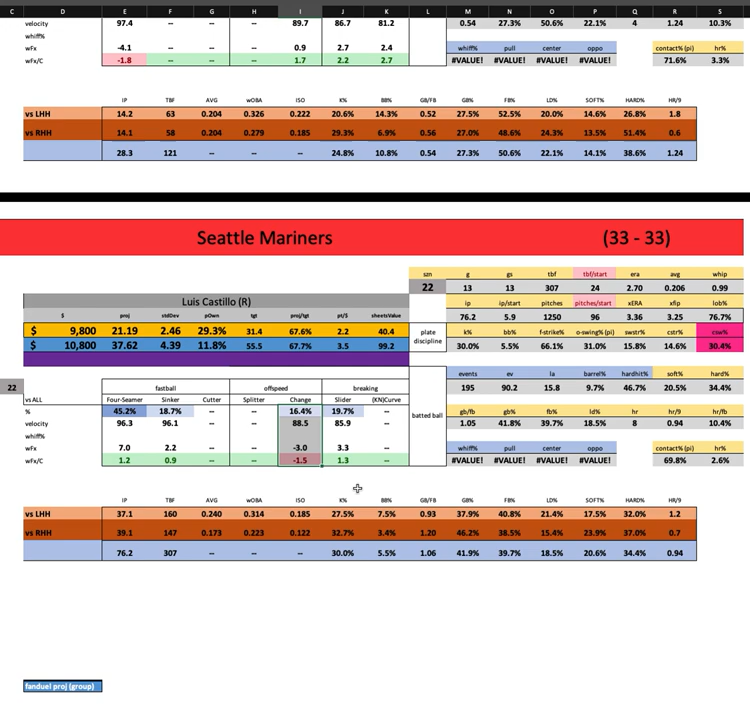 C D E F G H I J K L M N O P Q R S
velocity 97.4 -- -- -- 89.7 86.7 81.2 0.54 27.3% 50.6% 22.1% 4 1.24 10.3%
whiff%
wFx -4.1 -- -- -- 0.9 2.7 2.4 whiff% pull center oppo contact% (pi) hr%
wFx/C -1.8 -- -- -- 1.7 2.2 2.7 #VALUE! #VALUE! #VALUE! #VALUE! 71.6% 3.3%
IP TBF AVG wOBA ISO K% BB% GB/FB GB% FB% LD% SOFT% HARD% HR/9
vs LHH 14.2 63 0.204 0.326 0.222 20.6% 14.3% 0.52 27.5% 52.5% 20.0% 14.6% 26.8% 1.8
vs RHH 14.1 58 0.204 0.279 0.185 29.3% 6.9% 0.56 27.0% 48.6% 24.3% 13.5% 51.4% 0.6
28.3 121 -- -- -- 24.8% 10.8% 0.54 27.3% 50.6% 22.1% 14.1% 38.6% 1.24
Seattle Mariners (33 - 33)
szn g gs tbf tbf/start era avg whip
22 13 13 307 24 2.70 0.206 0.99
Luis Castillo (R) ip ip/start pitches pitches/start xERA xfip lob%
$ proj stdDev pOwn tgt proj/tgt pt/$ sheetsValue 76.2 5.9 1250 96 3.36 3.25 76.7%
$ 9,800 21.19 2.46 29.3% 31.4 67.6% 2.2 40.4 plate discipline k% bb% f-strike% o-swing% (pi) swstr% cstr% csw%
$ 10,800 37.62 4.39 11.8% 55.5 67.7% 3.5 99.2 30.0% 5.5% 66.1% 31.0% 15.8% 14.6% 30.4%
events ev la barrel% hardhit% soft% hard%
22 fastball offspeed breaking 195 90.2 15.8 9.7% 46.7% 20.5% 34.4%
vs ALL Four-Seamer Sinker Cutter Splitter Change Slider (KN)Curve
% 45.2% 18.7% -- -- 16.4% 19.7% -- batted ball gb/fb gb% fb% ld% hr hr/9 hr/fb
velocity 96.3 96.1 -- -- 88.5 85.9 -- 1.05 41.8% 39.7% 18.5% 8 0.94 10.4%
whiff%
wFx 7.0 2.2 -- -- -3.0 3.3 -- whiff% pull center oppo contact% (pi) hr%
wFx/C 1.2 0.9 -- -- -1.5 1.3 -- #VALUE! #VALUE! #VALUE! #VALUE! 69.8% 2.6%
IP TBF AVG wOBA ISO K% BB% GB/FB GB% FB% LD% SOFT% HARD% HR/9
vs LHH 37.1 160 0.240 0.314 0.185 27.5% 7.5% 0.93 37.9% 40.8% 21.4% 17.5% 32.0% 1.2
vs RHH 39.1 147 0.173 0.223 0.122 32.7% 3.4% 1.20 46.2% 38.5% 15.4% 23.9% 37.0% 0.7
76.2 307 -- -- -- 30.0% 5.5% 1.06 41.9% 39.7% 18.5% 20.6% 34.4% 0.94
fanduel proj (group)